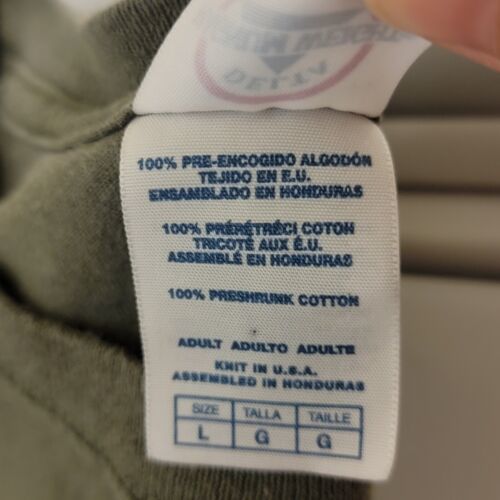 DELTA
100% PRE-ENCOGIDO ALGODÓN
TEJIDO EN E.U.
ENSAMBLADO EN HONDURAS
100% PRÉRÉTRÉCI COTON
TRICOTÉ AUX É.U.
ASSEMBLÉ EN HONDURAS
100% PRESHRUNK COTTON
ADULT ADULTO ADULTE
KNIT IN U.S.A.
ASSEMBLED IN HONDURAS
SIZE TALLA TAILLE
L G G